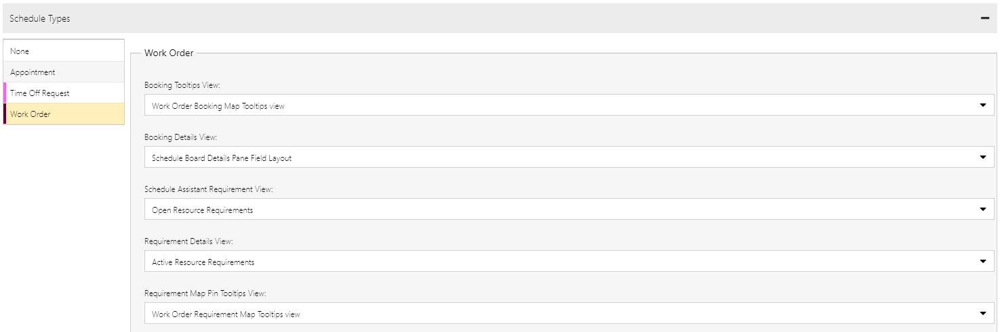 Schedule Types
None
Appointment
Time Off Request
Work Order
Work Order
Booking Tooltips View:
Work Order Booking Map Tooltips view
Booking Details View:
Schedule Board Details Pane Field Layout
Schedule Assistant Requirement View:
Open Resource Requirements
Requirement Details View:
Active Resource Requirements
Requirement Map Pin Tooltips View:
Work Order Requirement Map Tooltips view